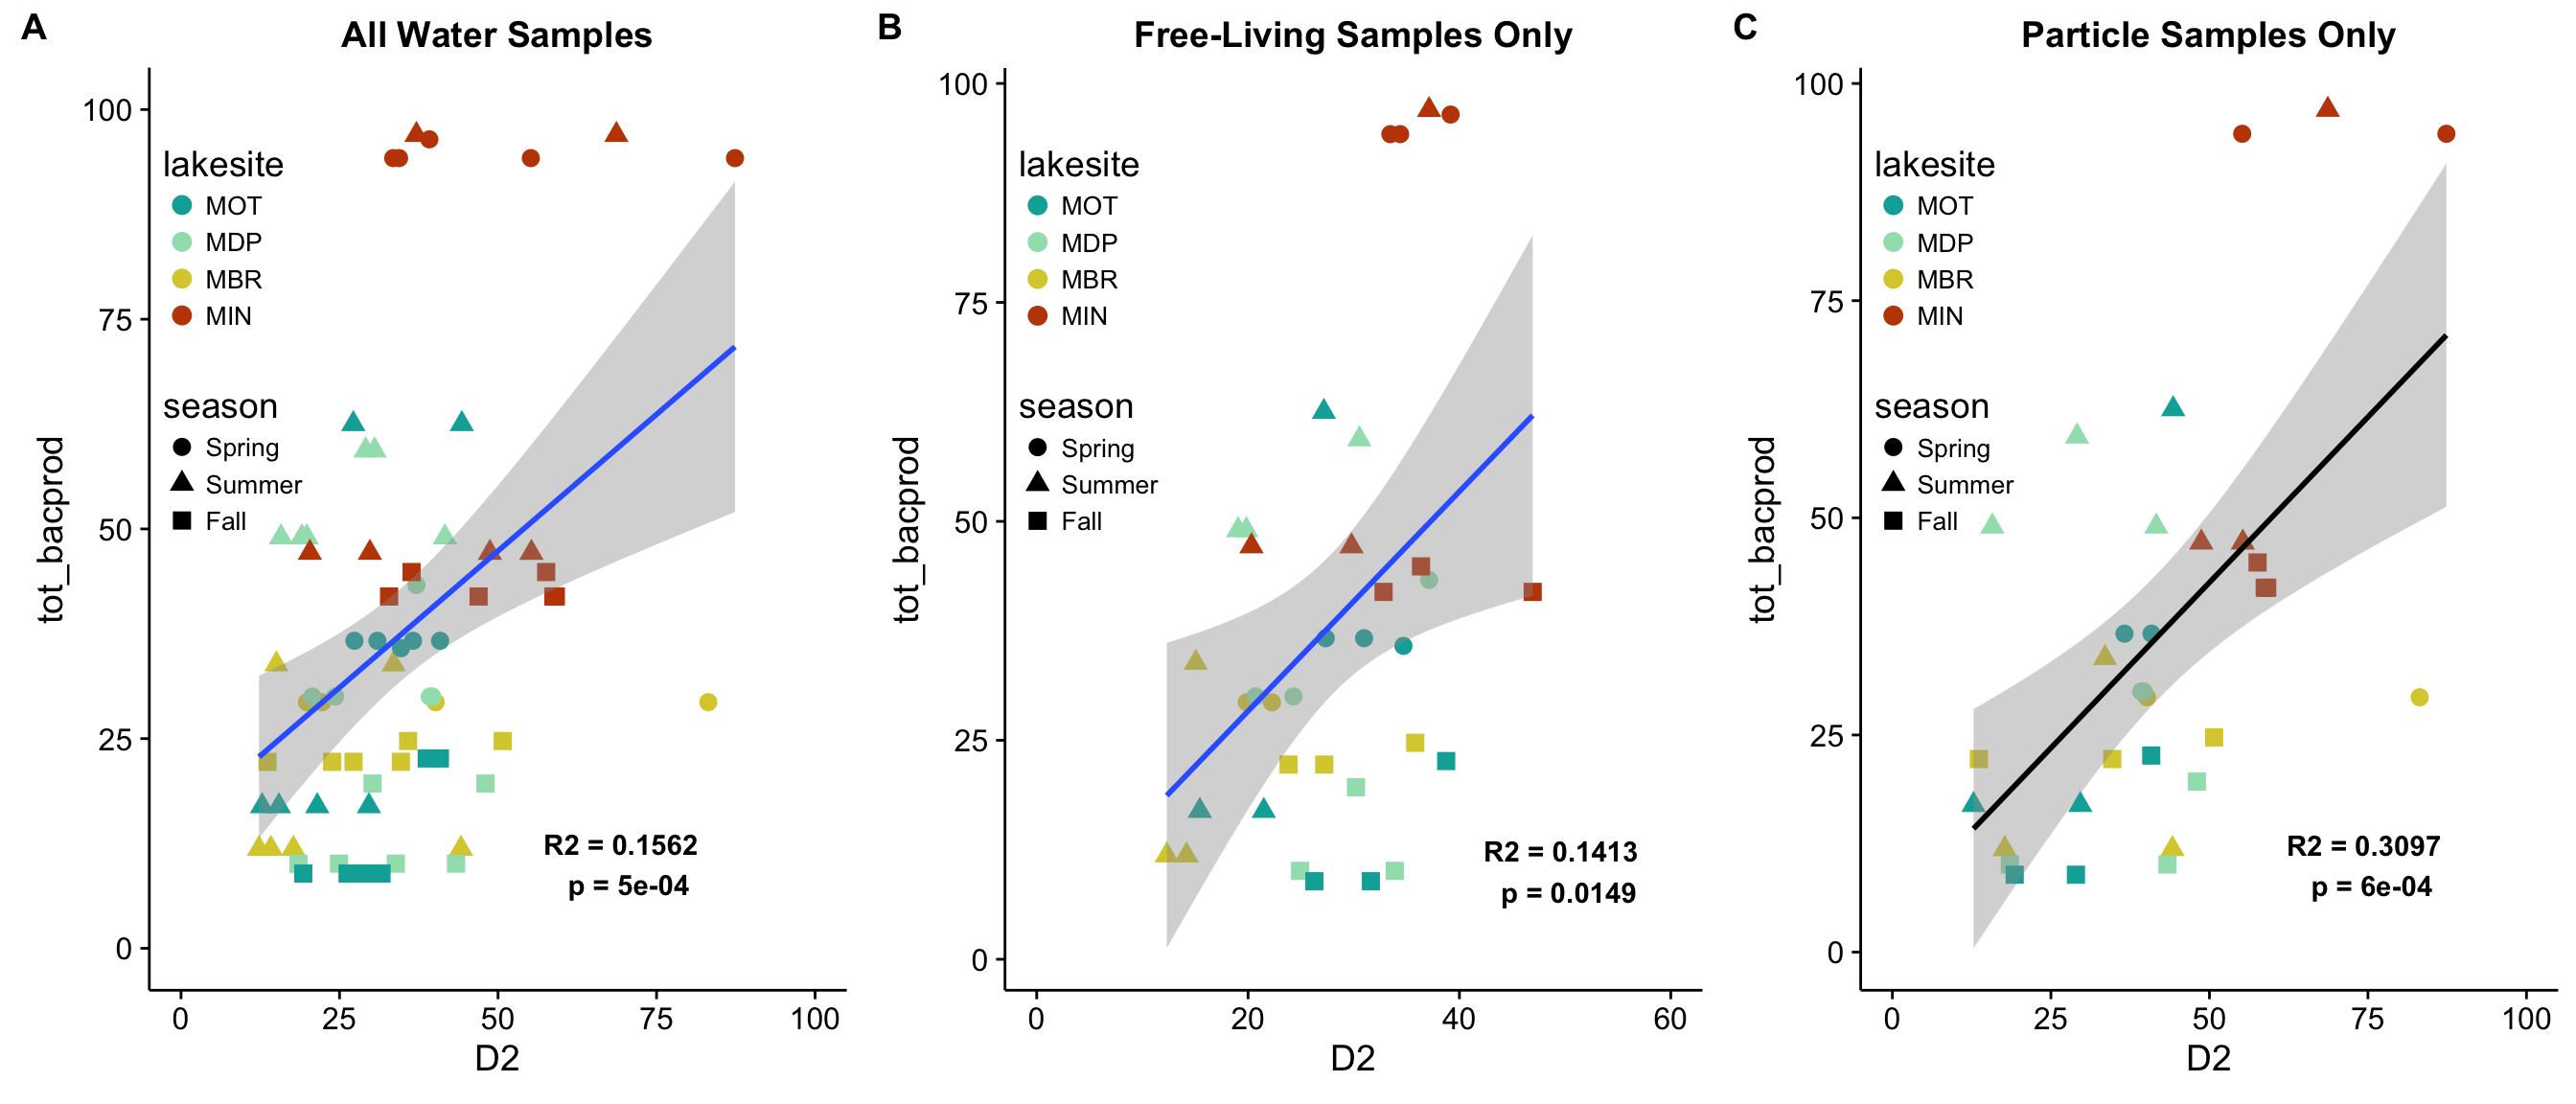 A
All Water Samples
100
75
50
25
0
tot_bacprod
lakesite
MOT
MDP
MBR
MIN
season
Spring
Summer
Fall
R2 = 0.1562
p = 5e-04
0 25 50 75 100
D2
B
Free-Living Samples Only
100
75
50
25
0
tot_bacprod
lakesite
MOT
MDP
MBR
MIN
season
Spring
Summer
Fall
R2 = 0.1413
p = 0.0149
0 20 40 60
D2
C
Particle Samples Only
100
75
50
25
0
tot_bacprod
lakesite
MOT
MDP
MBR
MIN
season
Spring
Summer
Fall
R2 = 0.3097
p = 6e-04
0 25 50 75 100
D2